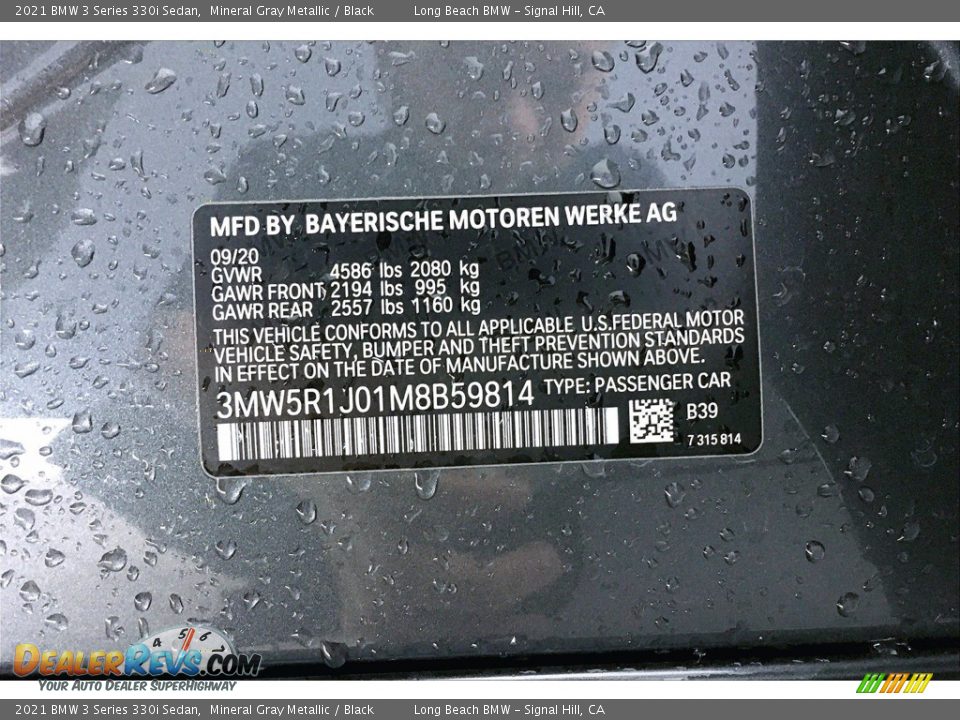 2021 BMW 3 Series 330i Sedan,  Mineral Gray Metallic / Black   Long Beach BMW - Signal Hill, CA
MFD BY BAYERISCHE MOTOREN WERKE AG
09/20
GVWR 4586 lbs 2080 kg
GAWR FRONT 2194 lbs 995 kg
GAWR REAR 2557 lbs 1160 kg
THIS VEHICLE CONFORMS TO ALL APPLICABLE U.S.FEDERAL MOTOR
VEHICLE SAFETY, BUMPER AND THEFT PREVENTION STANDARDS
IN EFFECT ON THE DATE OF MANUFACTURE SHOWN ABOVE.
3MW5R1J01M8B59814 TYPE: PASSENGER CAR
B39
7 315 814
4 5 6
DEALERREVS.COM
YOUR AUTO DEALER SUPERHIGHWAY
2021 BMW 3 Series 330i Sedan,  Mineral Gray Metallic / Black   Long Beach BMW - Signal Hill, CA